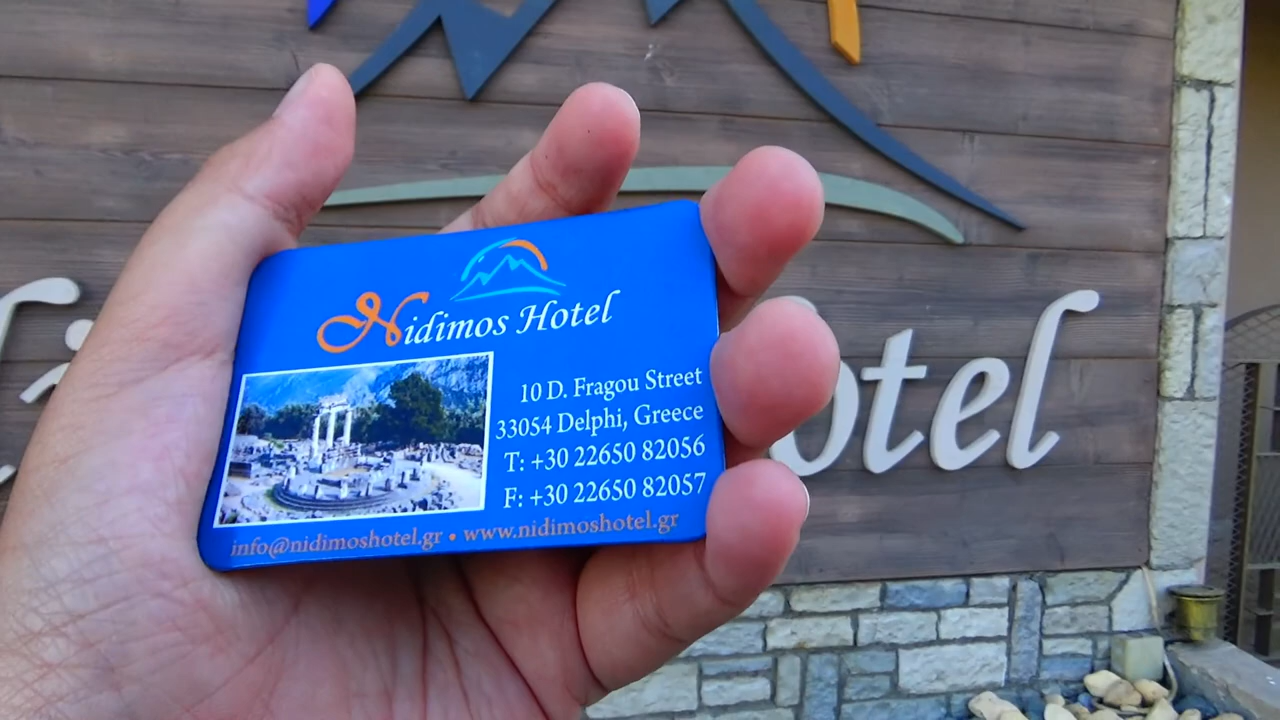 Nidimos Hotel
10 D. Fragou Street
33054 Delphi, Greece
T: +30 22650 82056
F: +30 22650 82057
info@nidimoshotel.gr • www.nidimoshotel.gr
otel